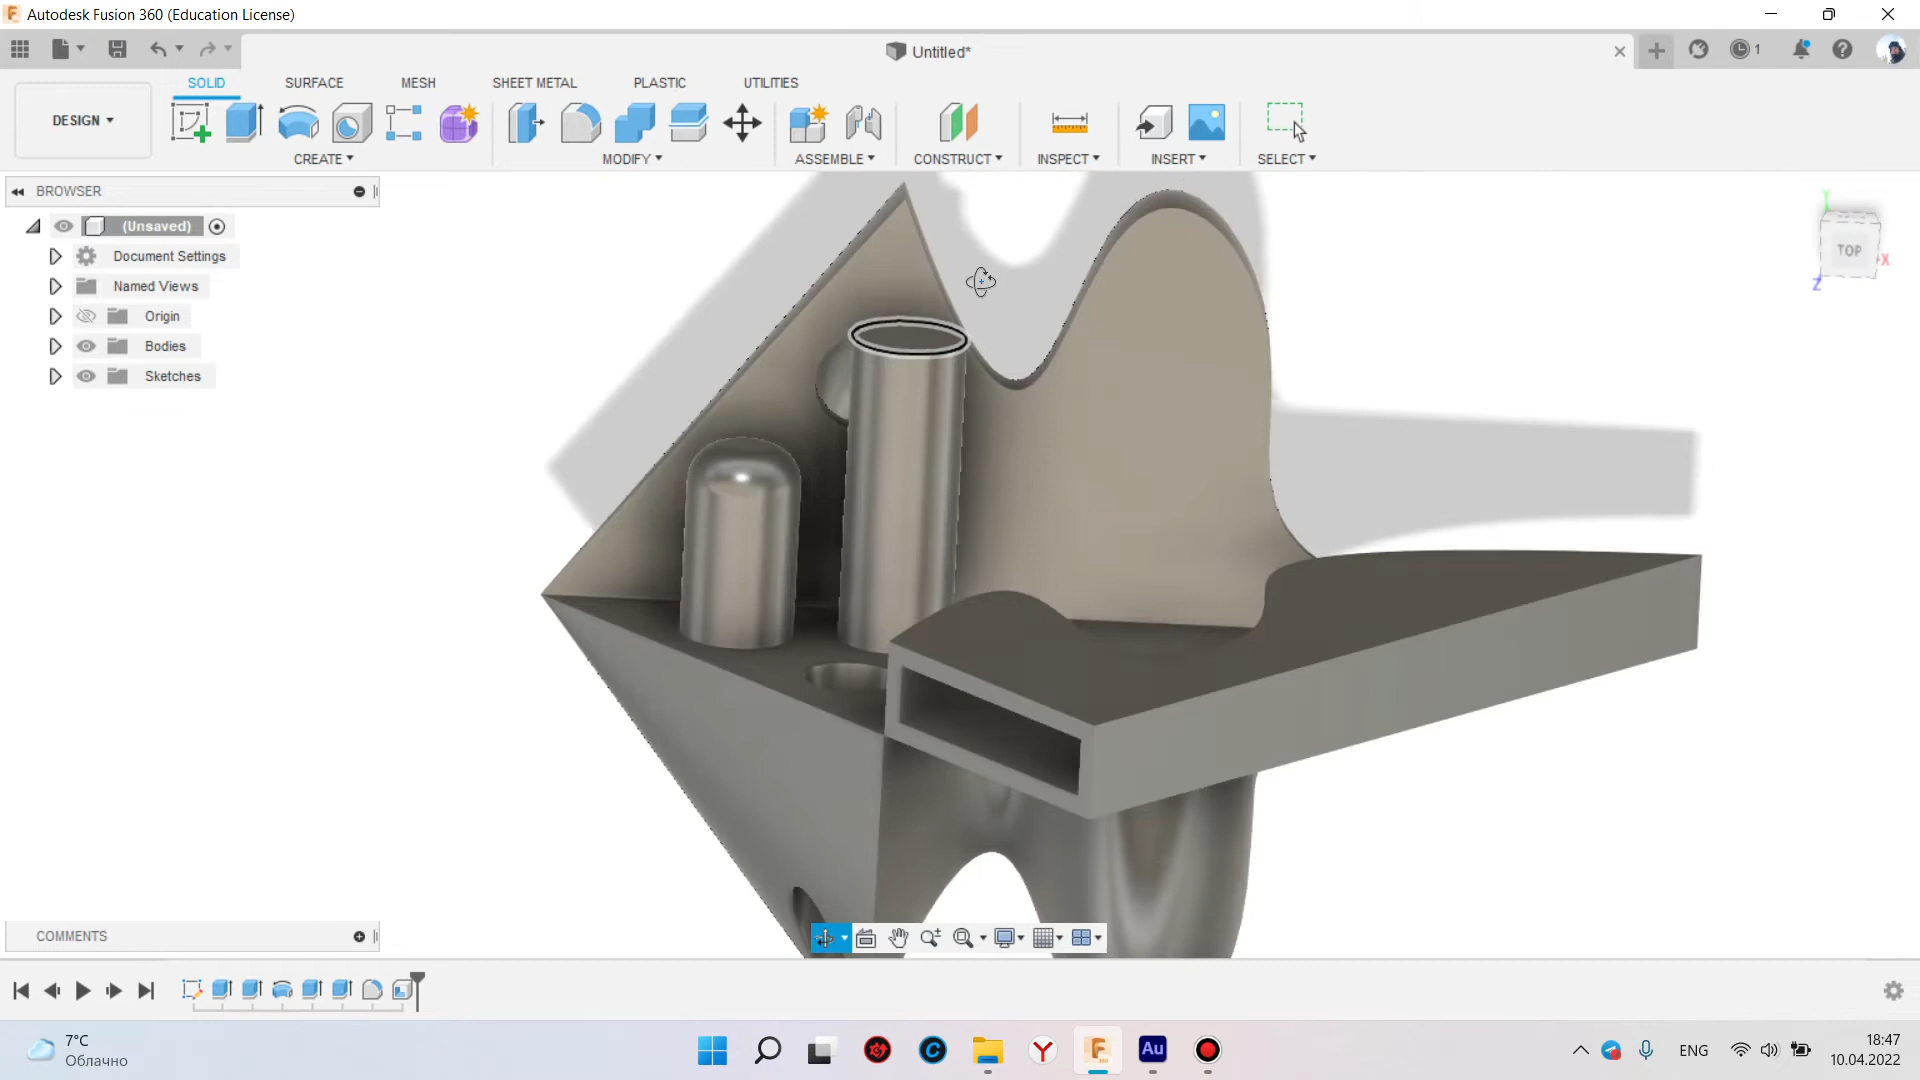 Autodesk Fusion 360 (Education License)
Untitled*
1
DESIGN
SOLID
SURFACE
MESH
SHEET METAL
PLASTIC
UTILITIES
CREATE
MODIFY
ASSEMBLE
CONSTRUCT
INSPECT
INSERT
SELECT
BROWSER
(Unsaved)
Document Settings
Named Views
Origin
Bodies
Sketches
Y
TOP
X
Z
COMMENTS
7°C
Облачно
Au
ENG
18:47
10.04.2022